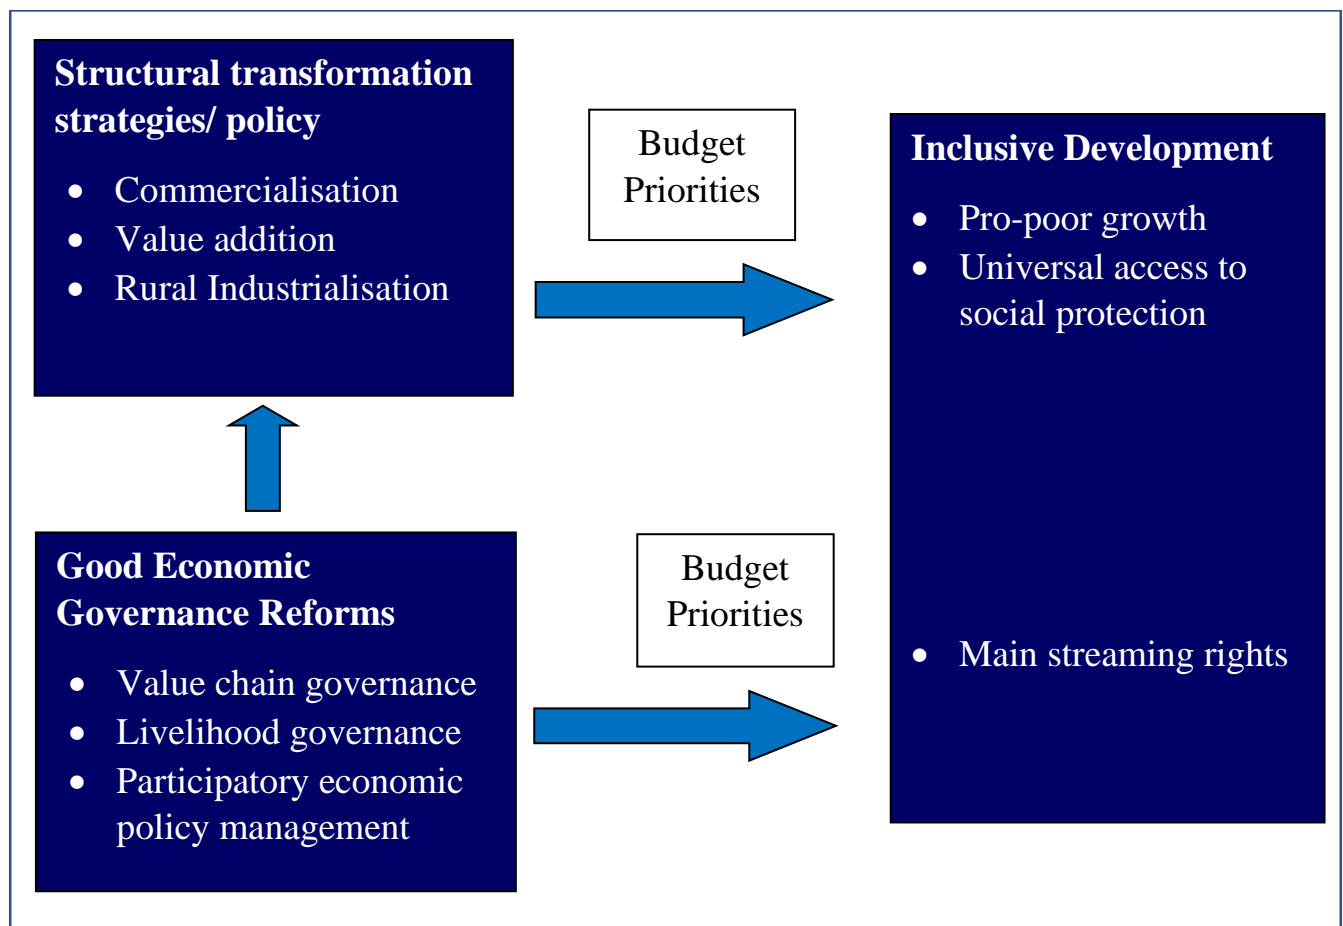 Structural transformation
strategies/ policy
• Commercialisation
• Value addition
• Rural Industrialisation
Budget
Priorities
Inclusive Development
• Pro-poor growth
• Universal access to
social protection
• Main streaming rights
Good Economic
Governance Reforms
• Value chain governance
• Livelihood governance
• Participatory economic
policy management
Budget
Priorities